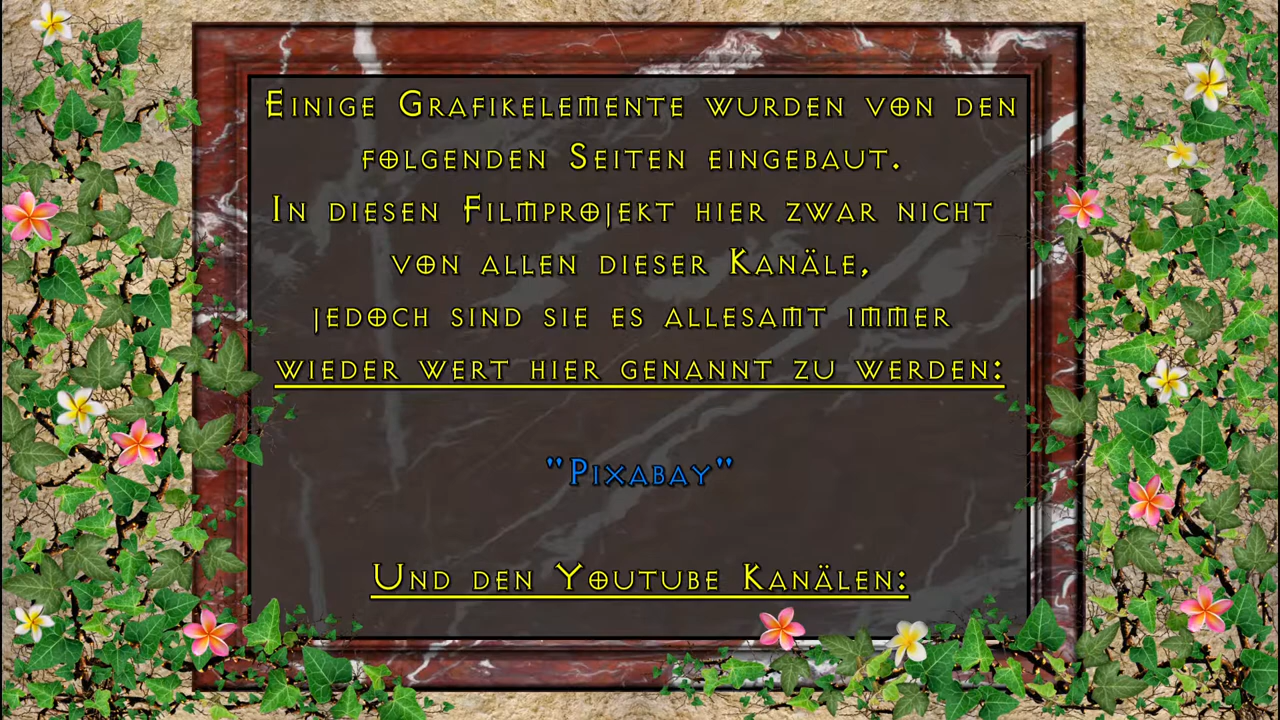 Einige Grafikelemente wurden von den
folgenden Seiten eingebaut.
In diesen Filmprojekt hier zwar nicht
von allen dieser Kanäle,
jedoch sind sie es allesamt immer
wieder wert hier genannt zu werden:
"Pixabay"
Und den Youtube Kanälen: